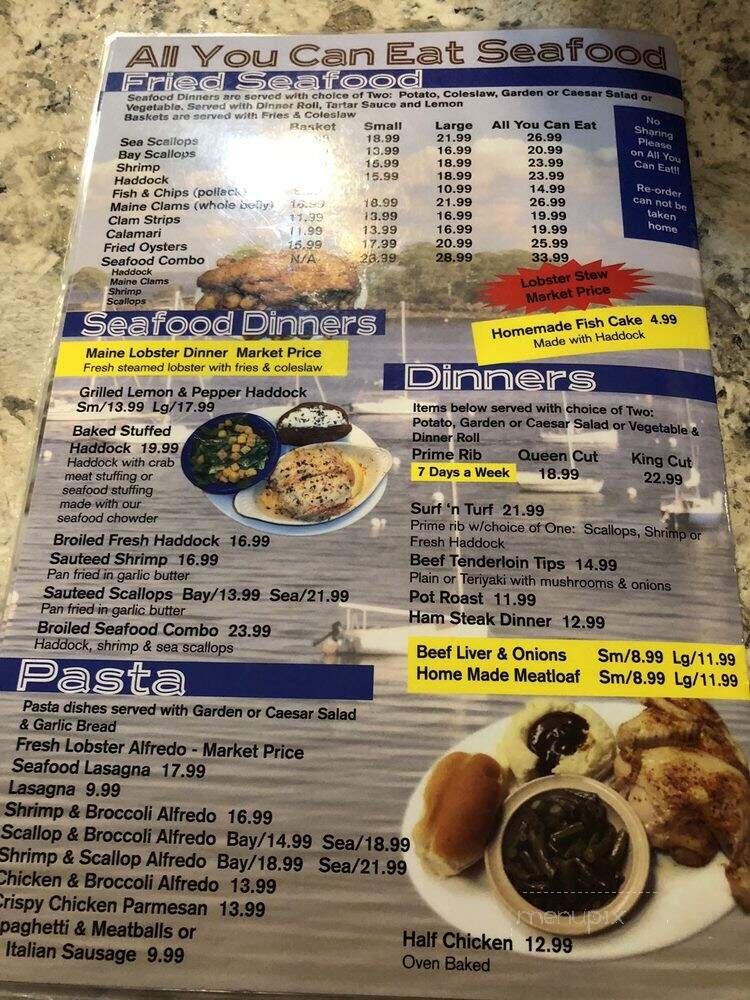 All You Can Eat Seafood
Fried Seafood
Seafood Dinners are served with choice of Two: Potato, Coleslaw, Garden or Caesar Salad or
Vegetable. Served with Dinner Roll, Tartar Sauce and Lemon
Baskets are served with Fries & Coleslaw
Basket Small Large All You Can Eat
Sea Scallops 18.99 21.99 26.99
Bay Scallops 13.99 16.99 20.99
Shrimp 15.99 18.99 23.99
Haddock 15.99 18.99 23.99
Fish & Chips (pollack) 10.99 14.99
Maine Clams (whole belly) 16.99 18.99 21.99 26.99
Clam Strips 11.99 13.99 16.99 19.99
Calamari 11.99 13.99 16.99 19.99
Fried Oysters 15.99 17.99 20.99 25.99
Seafood Combo N/A 23.99 28.99 33.99
Haddock
Maine Clams
Shrimp
Scallops
No
Sharing
Please
on All You
Can Eat!!
Re-order
can not be
taken
home
Lobster Stew
Market Price
Homemade Fish Cake 4.99
Made with Haddock
Seafood Dinners
Maine Lobster Dinner Market Price
Fresh steamed lobster with fries & coleslaw
Grilled Lemon & Pepper Haddock
Sm/13.99 Lg/17.99
Baked Stuffed
Haddock 19.99
Haddock with crab
meat stuffing or
seafood stuffing
made with our
seafood chowder
Broiled Fresh Haddock 16.99
Sauteed Shrimp 16.99
Pan fried in garlic butter
Sauteed Scallops Bay/13.99 Sea/21.99
Pan fried in garlic butter
Broiled Seafood Combo 23.99
Haddock, shrimp & sea scallops
Dinners
Items below served with choice of Two:
Potato, Garden or Caesar Salad or Vegetable &
Dinner Roll
Prime Rib Queen Cut King Cut
7 Days a Week 18.99 22.99
Surf 'n Turf 21.99
Prime rib w/choice of One: Scallops, Shrimp or
Fresh Haddock
Beef Tenderloin Tips 14.99
Plain or Teriyaki with mushrooms & onions
Pot Roast 11.99
Ham Steak Dinner 12.99
Beef Liver & Onions Sm/8.99 Lg/11.99
Home Made Meatloaf Sm/8.99 Lg/11.99
Pasta
Pasta dishes served with Garden or Caesar Salad
& Garlic Bread
Fresh Lobster Alfredo - Market Price
Seafood Lasagna 17.99
Lasagna 9.99
Shrimp & Broccoli Alfredo 16.99
Scallop & Broccoli Alfredo Bay/14.99 Sea/18.99
Shrimp & Scallop Alfredo Bay/18.99 Sea/21.99
Chicken & Broccoli Alfredo 13.99
Crispy Chicken Parmesan 13.99
paghetti & Meatballs or
Italian Sausage 9.99
menupix
Half Chicken 12.99
Oven Baked